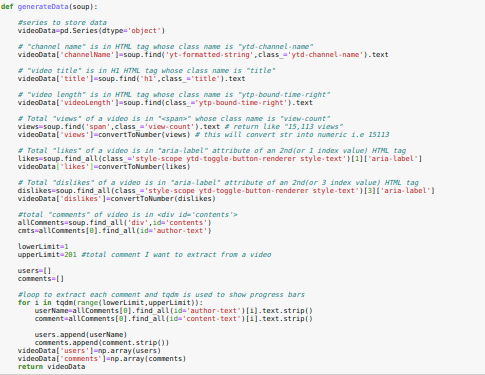 def generateData(soup):
#series to store data
videoData=pd.Series(dtype='object')
# "channel name" is in HTML tag whose class name is "ytd-channel-name"
videoData['channelName']=soup.find('yt-formatted-string',class_='ytd-channel-name').text
# "video title" is in H1 HTML tag whose class name is "title"
videoData['title']=soup.find('h1',class_='title').text
# "video length" is in HTML tag whose class name is "ytp-bound-time-right"
videoData['videoLength']=soup.find(class_='ytp-bound-time-right').text
# Total "views" of a video is in "<span>" whose class name is "view-count"
views=soup.find('span',class_='view-count').text # return like "15,113 views"
videoData['views']=convertToNumber(views) # this will convert str into numeric i.e 15113
# Total "likes" of a video is in "aria-label" attribute of an 2nd(or 1 index value) HTML tag
likes=soup.find_all(class_='style-scope ytd-toggle-button-renderer style-text')[1]['aria-label']
videoData['likes']=convertToNumber(likes)
# Total "dislikes" of a video is in "aria-label" attribute of an 2nd(or 3 index value) HTML tag
dislikes=soup.find_all(class_='style-scope ytd-toggle-button-renderer style-text')[3]['aria-label']
videoData['dislikes']=convertToNumber(dislikes)
#total "comments" of video is in <div id='contents'>
allComments=soup.find_all('div',id='contents')
cmts=allComments[0].find_all(id='author-text')
lowerLimit=1
upperLimit=201 #total comment I want to extract from a video
users=[]
comments=[]
#loop to extract each comment and tqdm is used to show progress bars
for i in tqdm(range(lowerLimit,upperLimit)):
userName=allComments[0].find_all(id='author-text')[i].text.strip()
comment=allComments[0].find_all(id='content-text')[i].text.strip()
users.append(userName)
comments.append(comment.strip())
videoData['users']=np.array(users)
videoData['comments']=np.array(comments)
return videoData